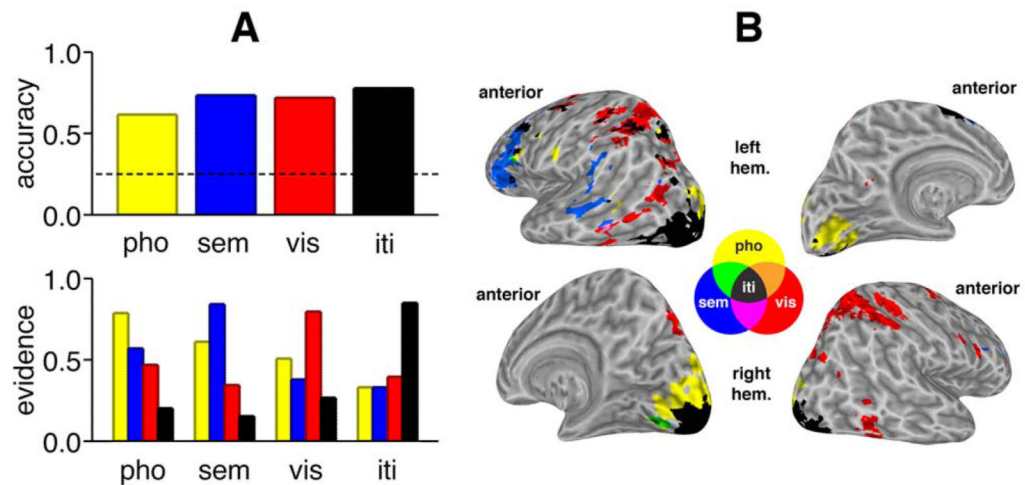 A
1.0
0.5
0.0
accuracy
pho sem vis iti
1.0
0.5
0.0
evidence
pho sem vis iti
B
anterior
anterior
left
hem.
pho
sem
iti
vis
anterior
anterior
right
hem.